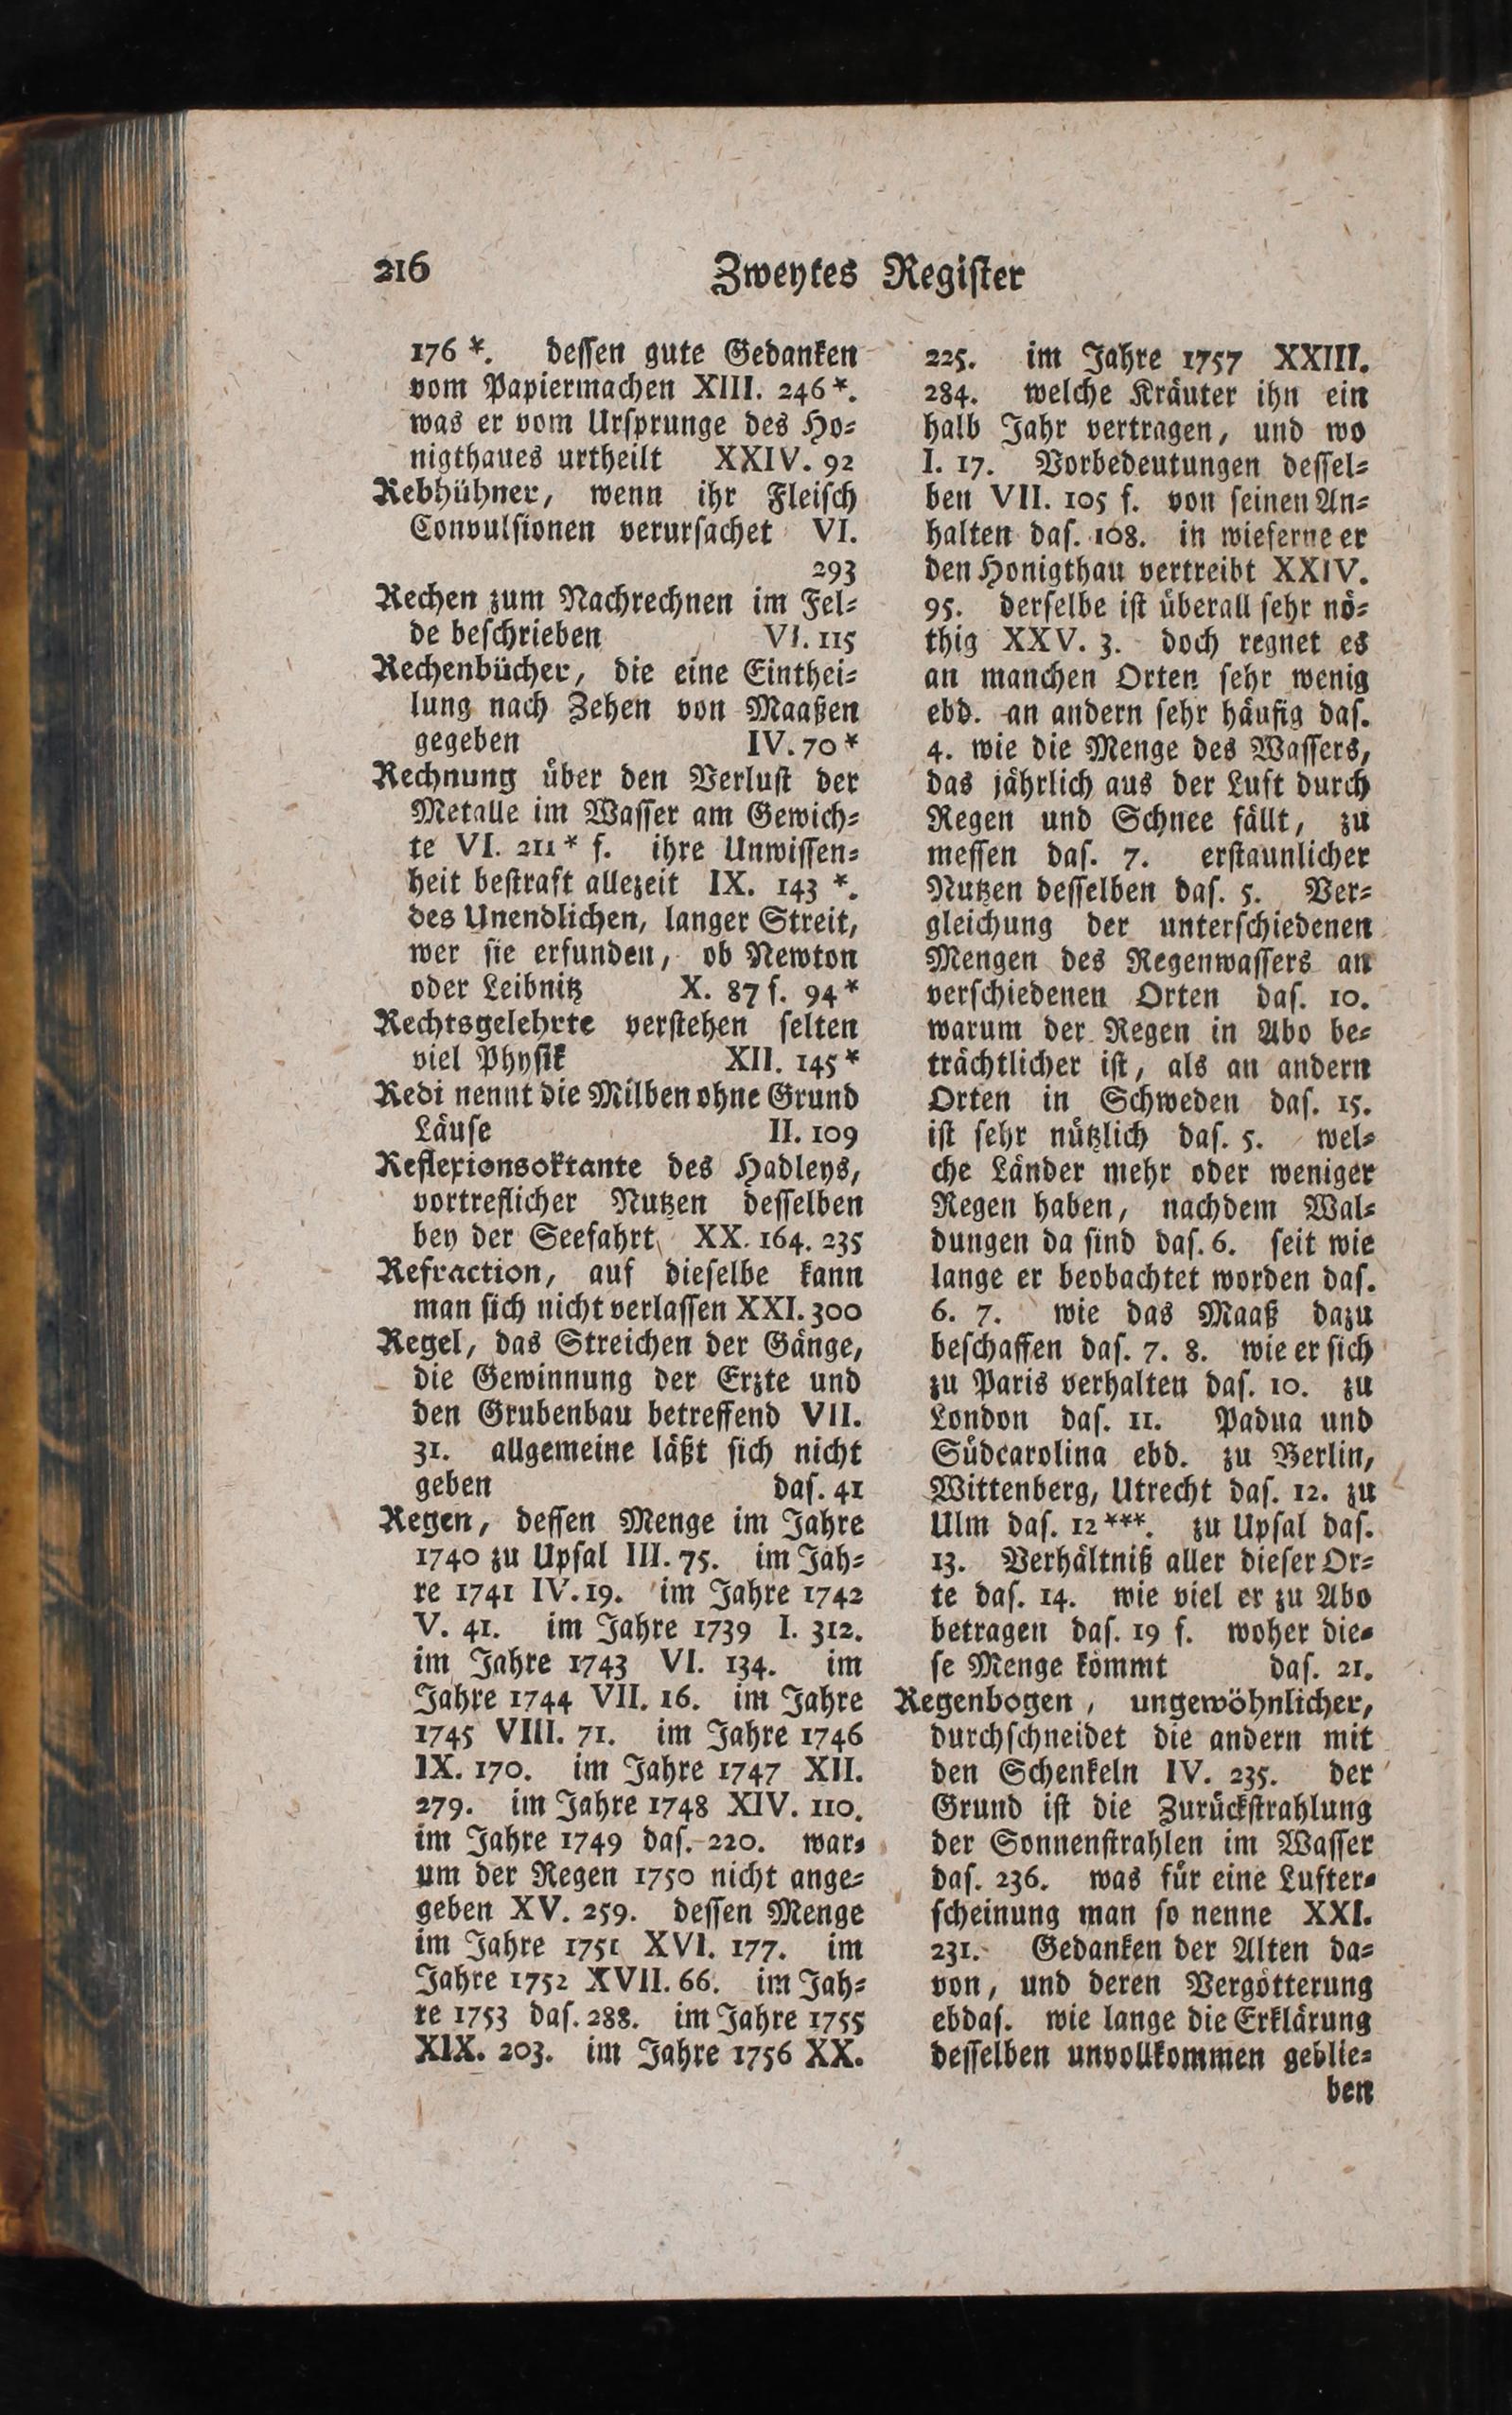 216
Zweytes Register
176 *. dessen gute Gedanken
vom Papiermachen XIII. 246 *.
was er vom Ursprunge des Ho⸗
nigthaues urtheilt XXIV. 92
Rebhühner, wenn ihr Fleisch
Convulsionen verursachet VI.
293
Rechen zum Nachrechnen im Fel⸗
de beschrieben VI. 115
Rechenbücher, die eine Einthei⸗
lung nach Zehen von Maaßen
gegeben IV. 70 *
Rechnung über den Verlust der
Metalle im Wasser am Gewich⸗
te VI. 211 * f. ihre Unwissen⸗
heit bestraft allezeit IX. 143 *.
des Unendlichen, langer Streit,
wer sie erfunden, ob Newton
oder Leibnitz X. 87 f. 94 *
Rechtsgelehrte verstehen selten
viel Physik XII. 145 *
Redi nennt die Milben ohne Grund
Läuse II. 109
Reflexionsoktante des Hadleys,
vortreflicher Nutzen desselben
bey der Seefahrt XX. 164. 235
Refraction, auf dieselbe kann
man sich nicht verlassen XXI. 300
Regel, das Streichen der Gänge,
die Gewinnung der Erzte und
den Grubenbau betreffend VII.
31. allgemeine läßt sich nicht
geben das. 41
Regen, dessen Menge im Jahre
1740 zu Upsal III. 75. im Jah⸗
re 1741 IV. 19. im Jahre 1742
V. 41. im Jahre 1739 I. 312.
im Jahre 1743 VI. 134. im
Jahre 1744 VII. 16. im Jahre
1745 VIII. 71. im Jahre 1746
IX. 170. im Jahre 1747 XII.
279. im Jahre 1748 XIV. 110.
im Jahre 1749 das. 220. war⸗
um der Regen 1750 nicht ange⸗
geben XV. 259. dessen Menge
im Jahre 1751 XVI. 177. im
Jahre 1752 XVII. 66. im Jah⸗
re 1753 das. 288. im Jahre 1755
XIX. 203. im Jahre 1756 XX.
225. im Jahre 1757 XXIII.
284. welche Kräuter ihn ein
halb Jahr vertragen, und wo
I. 17. Vorbedeutungen dessel⸗
ben VII. 105 f. von seinen An⸗
halten das. 108. in wieferne er
den Honigthau vertreibt XXIV.
95. derselbe ist überall sehr nö⸗
thig XXV. 3. doch regnet es
an manchen Orten sehr wenig
ebd. an andern sehr häufig das.
4. wie die Menge des Wassers,
das jährlich aus der Luft durch
Regen und Schnee fällt, zu
messen das. 7. erstaunlicher
Nutzen desselben das. 5. Ver⸗
gleichung der unterschiedenen
Mengen des Regenwassers an
verschiedenen Orten das. 10.
warum der Regen in Abo be⸗
trächtlicher ist, als an andern
Orten in Schweden das. 15.
ist sehr nützlich das. 5. wel⸗
che Länder mehr oder weniger
Regen haben, nachdem Wal⸗
dungen da sind das. 6. seit wie
lange er beobachtet worden das.
6. 7. wie das Maaß dazu
beschaffen das. 7. 8. wie er sich
zu Paris verhalten das. 10. zu
London das. 11. Padua und
Südcarolina ebd. zu Berlin,
Wittenberg, Utrecht das. 12. zu
Ulm das. 12 ***. zu Upsal das.
13. Verhältniß aller dieser Or⸗
te das. 14. wie viel er zu Abo
betragen das. 19 f. woher die⸗
se Menge kömmt das. 21.
Regenbogen, ungewöhnlicher,
durchschneidet die andern mit
den Schenkeln IV. 235. der
Grund ist die Zurückstrahlung
der Sonnenstrahlen im Wasser
das. 236. was für eine Lufter⸗
scheinung man so nenne XXI.
231. Gedanken der Alten da⸗
von, und deren Vergötterung
ebdas. wie lange die Erklärung
desselben unvollkommen geblie⸗
ben